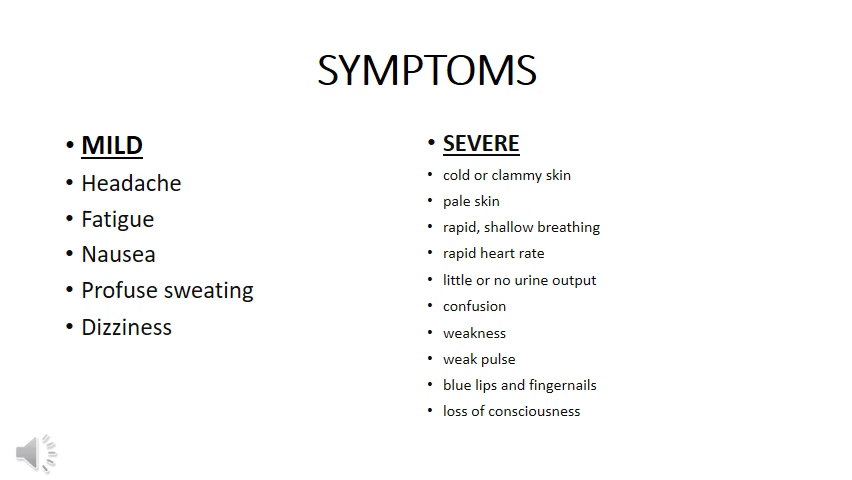 SYMPTOMS
• MILD
• Headache
• Fatigue
• Nausea
• Profuse sweating
• Dizziness
• SEVERE
• cold or clammy skin
• pale skin
• rapid, shallow breathing
• rapid heart rate
• little or no urine output
• confusion
• weakness
• weak pulse
• blue lips and fingernails
• loss of consciousness